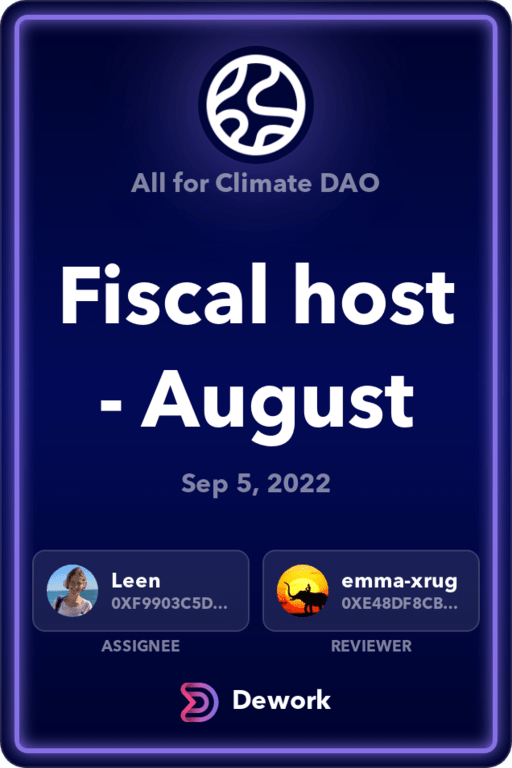 All for Climate DAO
Fiscal host
- August
Sep 5, 2022
Leen
0XF9903C5D...
ASSIGNEE
emma-xrug
0XE48DF8CB...
REVIEWER
Dework